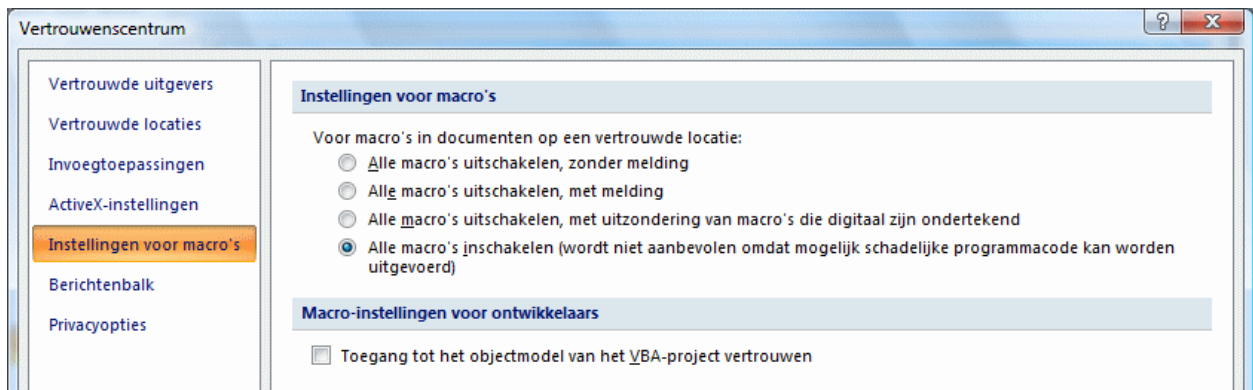 Vertrouwenscentrum
Vertrouwde uitgevers
Vertrouwde locaties
Invoegtoepassingen
ActiveX-instellingen
Instellingen voor macro's
Berichtenbalk
Privacyopties
Instellingen voor macro's
Voor macro's in documenten op een vertrouwde locatie:
Alle macro's uitschakelen, zonder melding
Alle macro's uitschakelen, met melding
Alle macro's uitschakelen, met uitzondering van macro's die digitaal zijn ondertekend
Alle macro's inschakelen (wordt niet aanbevolen omdat mogelijk schadelijke programmacode kan worden
uitgevoerd)
Macro-instellingen voor ontwikkelaars
Toegang tot het objectmodel van het VBA-project vertrouwen